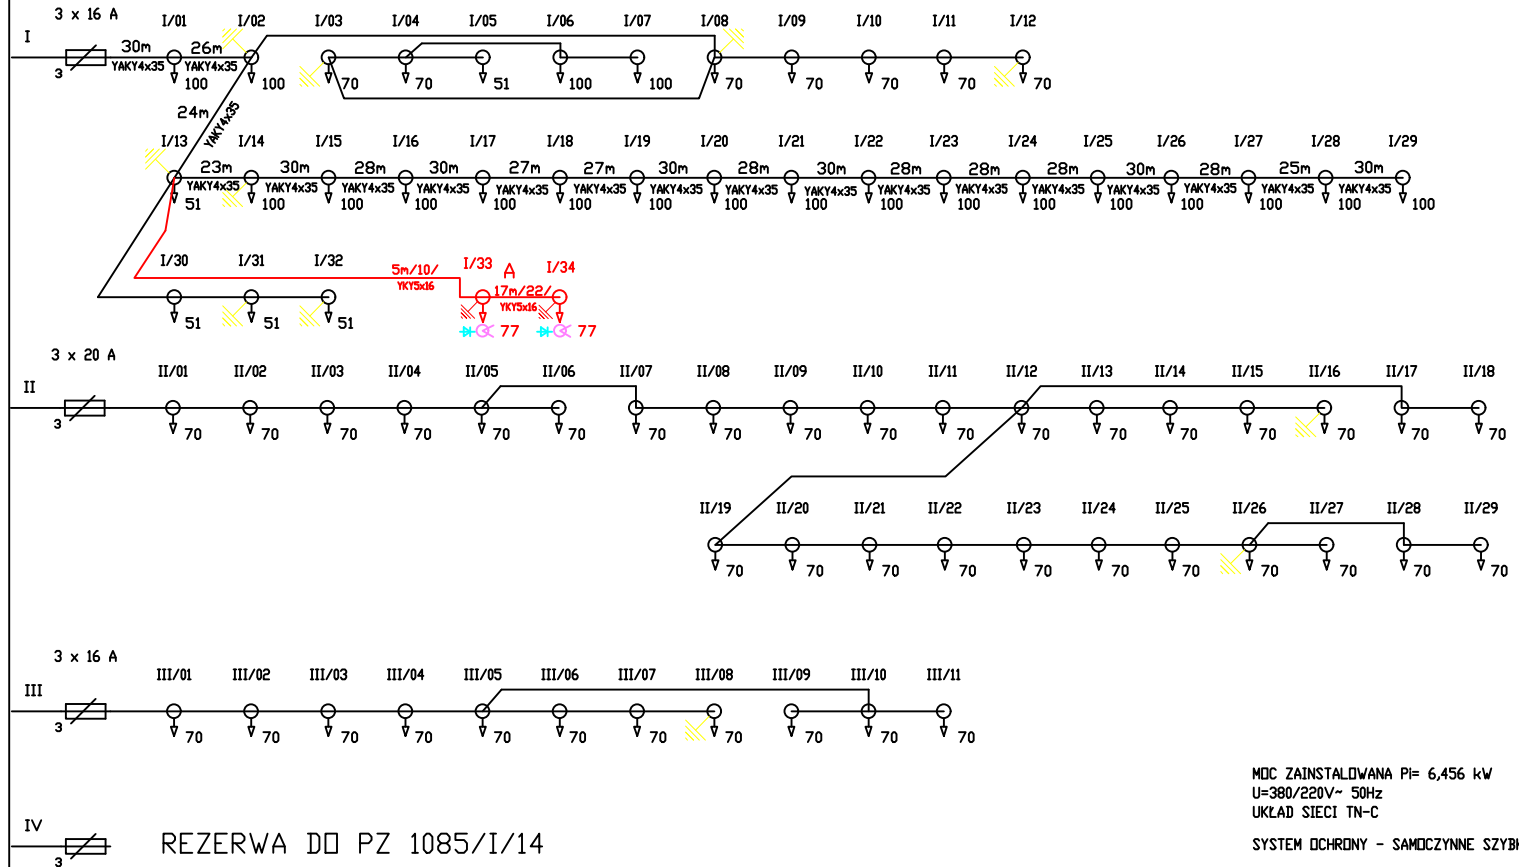 3 x 16 A
I/01 I/02 I/03 I/04 I/05 I/06 I/07 I/08 I/09 I/10 I/11 I/12
I
30m 26m
YAKY4x35 YAKY4x35
3
100 100 70 70 51 100 100 70 70 70 70 70
24m
YAKY4x35
I/13 I/14 I/15 I/16 I/17 I/18 I/19 I/20 I/21 I/22 I/23 I/24 I/25 I/26 I/27 I/28 I/29
23m 30m 28m 30m 27m 27m 30m 28m 30m 28m 28m 28m 30m 28m 25m 30m
YAKY4x35 YAKY4x35 YAKY4x35 YAKY4x35 YAKY4x35 YAKY4x35 YAKY4x35 YAKY4x35 YAKY4x35 YAKY4x35 YAKY4x35 YAKY4x35 YAKY4x35 YAKY4x35 YAKY4x35 YAKY4x35
51 100 100 100 100 100 100 100 100 100 100 100 100 100 100 100 100
I/30 I/31 I/32 I/33 A I/34
5m/10/
YKY5x16
17m/22/
YKY5x16
51 51 51 77 77
3 x 20 A
II/01 II/02 II/03 II/04 II/05 II/06 II/07 II/08 II/09 II/10 II/11 II/12 II/13 II/14 II/15 II/16 II/17 II/18
II
3
70 70 70 70 70 70 70 70 70 70 70 70 70 70 70 70 70 70
II/19 II/20 II/21 II/22 II/23 II/24 II/25 II/26 II/27 II/28 II/29
70 70 70 70 70 70 70 70 70 70 70
3 x 16 A
III/01 III/02 III/03 III/04 III/05 III/06 III/07 III/08 III/09 III/10 III/11
III
3
70 70 70 70 70 70 70 70 70 70 70
MOC ZAINSTALOWANA Pi= 6,456 kW
U=380/220V~ 50Hz
UKŁAD SIECI TN-C
IV
3
REZERWA DO PZ 1085/I/14
SYSTEM OCHRONY - SAMOCZYNNE